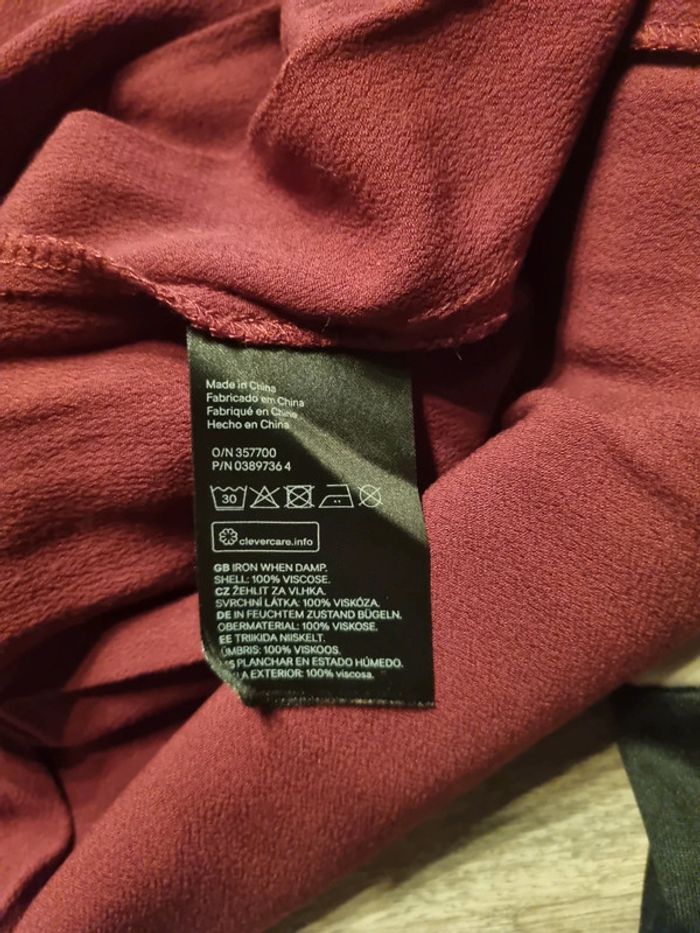 Made in China
Fabricado em China
Fabriqué en Chine
Hecho en China
O/N 357700
P/N 0389736 4
30
clevercare.info
GB IRON WHEN DAMP.
SHELL: 100% VISCOSE.
CZ ŽEHLIT ZA VLHKA.
SVRCHNÍ LÁTKA: 100% VISKÓZA.
DE IN FEUCHTEM ZUSTAND BÜGELN.
OBERMATERIAL: 100% VISKOSE.
EE TRIIKIDA NIISKELT.
ÜMBRIS: 100% VISKOOS.
PLANCHAR EN ESTADO HÚMEDO.
EXTERIOR: 100% viscosa.